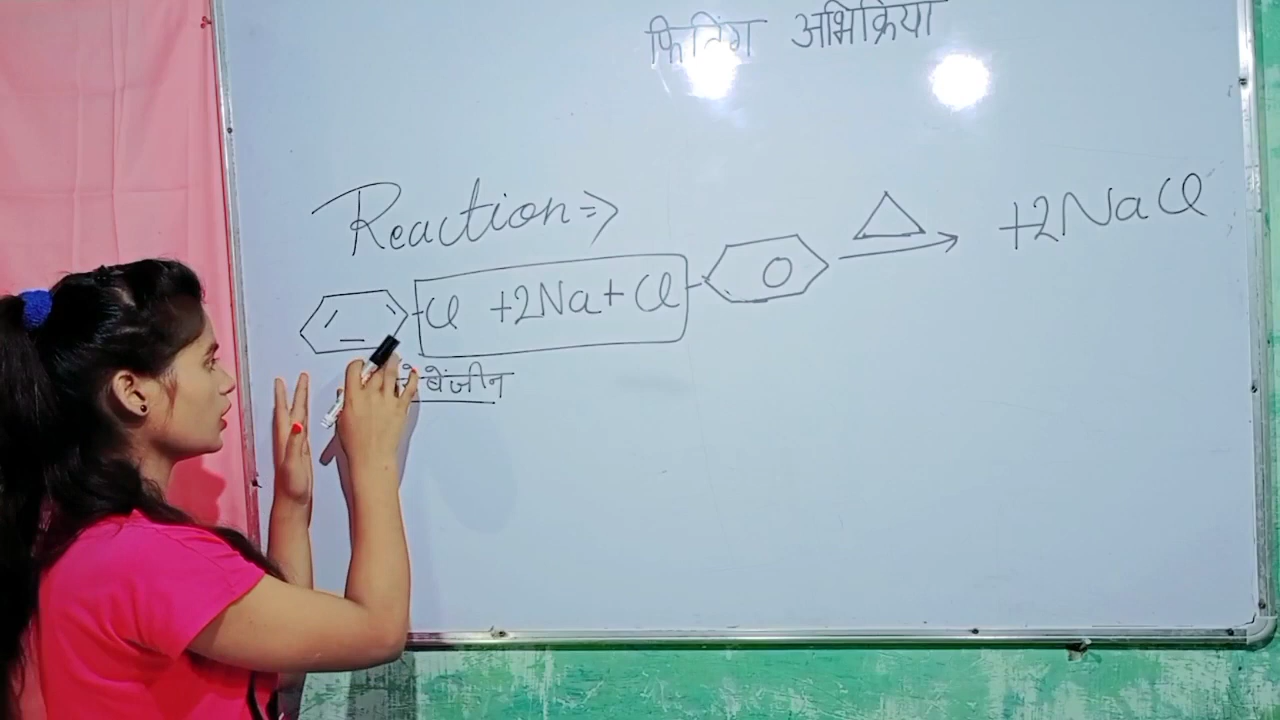 फिटिंग अभिक्रिया
Reaction ⇒
Cl +2Na+ Cl △→ +2NaCl
बेंजीन